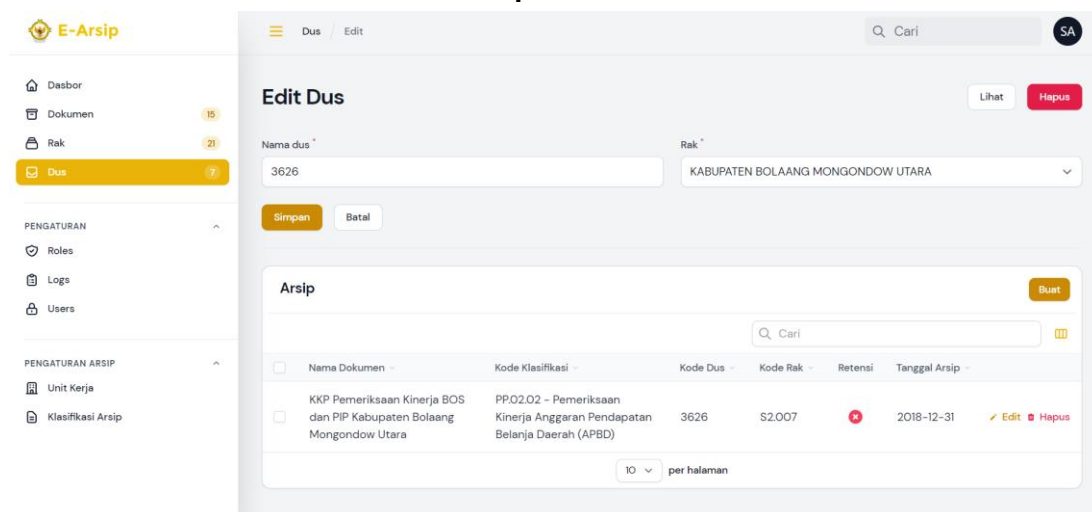 E-Arsip
Dus / Edit
Cari
SA
Dasbor
Dokumen 15
Rak 21
Dus 7
PENGATURAN
Roles
Logs
Users
PENGATURAN ARSIP
Unit Kerja
Klasifikasi Arsip
Edit Dus
Lihat
Hapus
Nama dus*
3626
Rak*
KABUPATEN BOLAANG MONGONDOW UTARA
Simpan
Batal
Arsip
Buat
Cari
Nama Dokumen Kode Klasifikasi Kode Dus Kode Rak Retensi Tanggal Arsip
KKP Pemeriksaan Kinerja BOS
dan PIP Kabupaten Bolaang
Mongondow Utara
PP.02.02 - Pemeriksaan
Kinerja Anggaran Pendapatan
Belanja Daerah (APBD)
3626
S2.007
2018-12-31
Edit
Hapus
10 per halaman